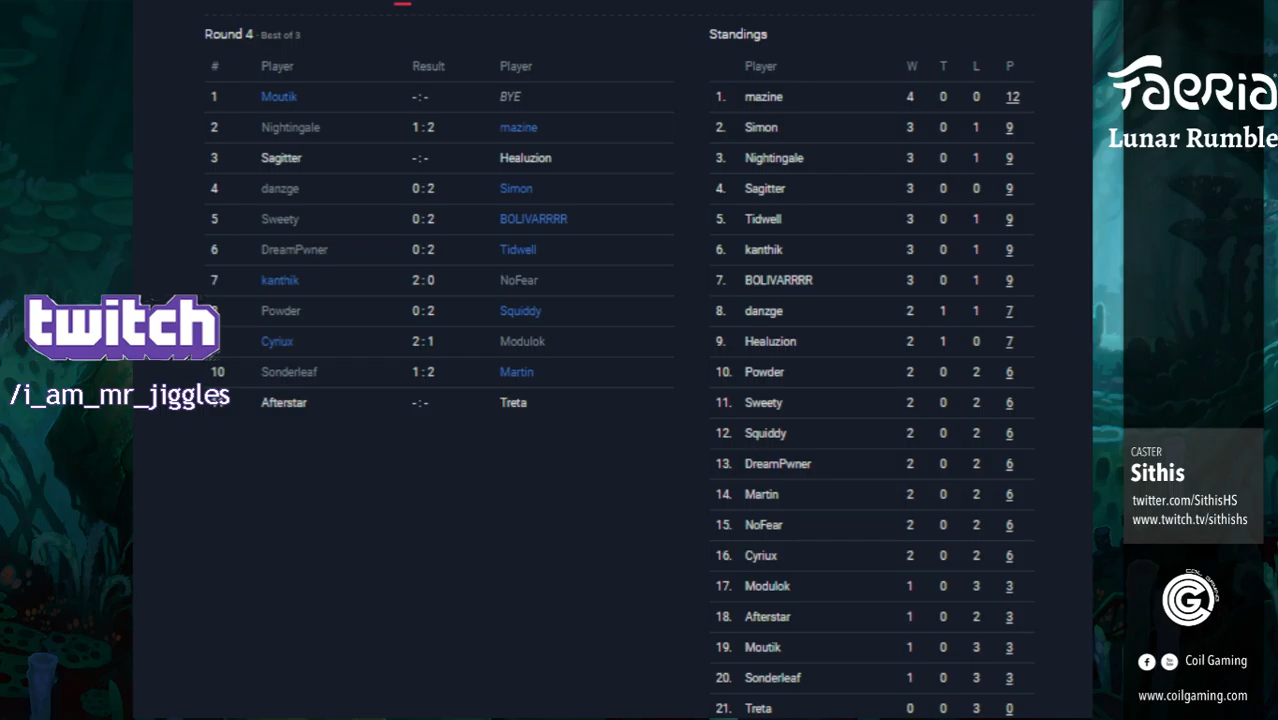 Round 4 - Best of 3
# Player Result Player
1 Moutik -:- BYE
2 Nightingale 1:2 mazine
3 Sagitter -:- Healuzion
4 danzge 0:2 Simon
5 Sweety 0:2 BOLIVARRRR
6 DreamPwner 0:2 Tidwell
7 kanthik 2:0 NoFear
Powder 0:2 Squiddy
Cyriux 2:1 Modulok
10 Sonderleaf 1:2 Martin
Afterstar -:- Treta
twitch
/i_am_mr_jiggles
Standings
Player W T L P
1. mazine 4 0 0 12
2. Simon 3 0 1 9
3. Nightingale 3 0 1 9
4. Sagitter 3 0 0 9
5. Tidwell 3 0 1 9
6. kanthik 3 0 1 9
7. BOLIVARRRR 3 0 1 9
8. danzge 2 1 1 7
9. Healuzion 2 1 0 7
10. Powder 2 0 2 6
11. Sweety 2 0 2 6
12. Squiddy 2 0 2 6
13. DreamPwner 2 0 2 6
14. Martin 2 0 2 6
15. NoFear 2 0 2 6
16. Cyriux 2 0 2 6
17. Modulok 1 0 3 3
18. Afterstar 1 0 2 3
19. Moutik 1 0 3 3
20. Sonderleaf 1 0 3 3
21. Treta 0 0 3 0
Faeria
Lunar Rumble
CASTER
Sithis
twitter.com/SithisHS
www.twitch.tv/sithishs
COIL GAMING
Coil Gaming
www.coilgaming.com